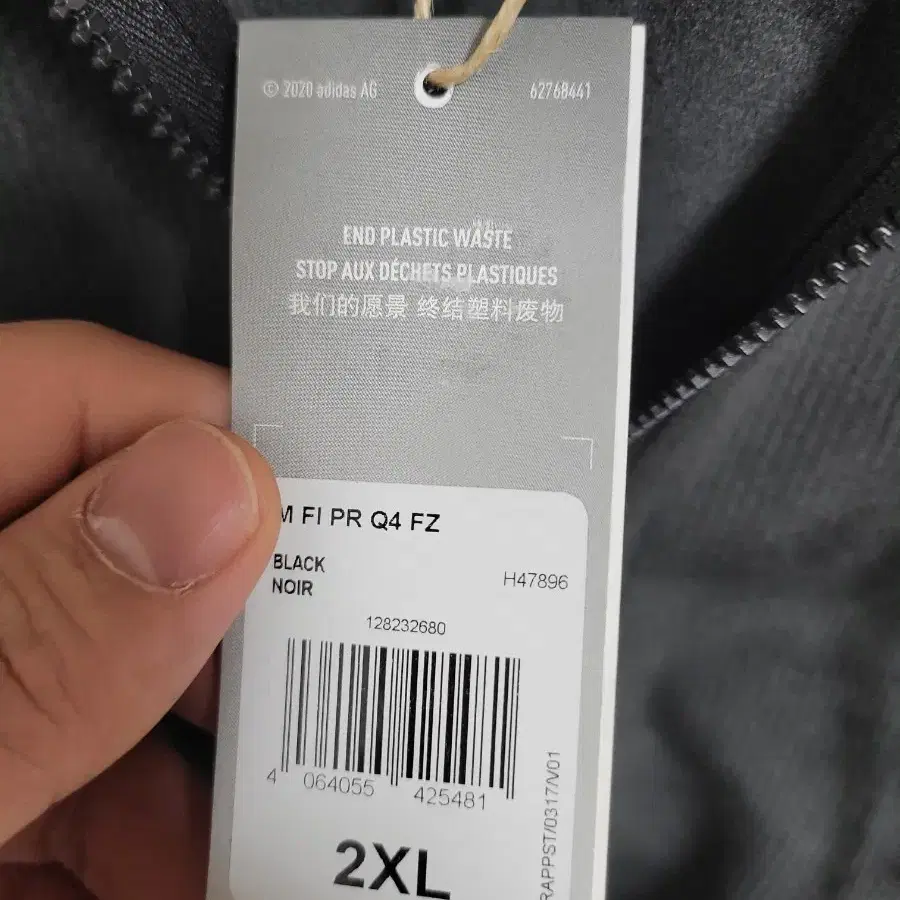 © 2020 adidas AG
62768441
END PLASTIC WASTE
STOP AUX DÉCHETS PLASTIQUES
我们的愿景 终结塑料废物
M FI PR Q4 FZ
BLACK
NOIR
H47896
128232680
4 064055 425481
RAPPST/0317/V01
2XL